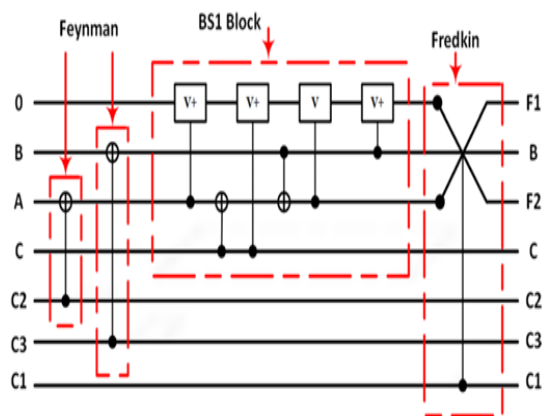 Feynman
BS1 Block
Fredkin
0 V+ V+ V V+ F1
B B
A F2
C C
C2 C2
C3 C3
C1 C1